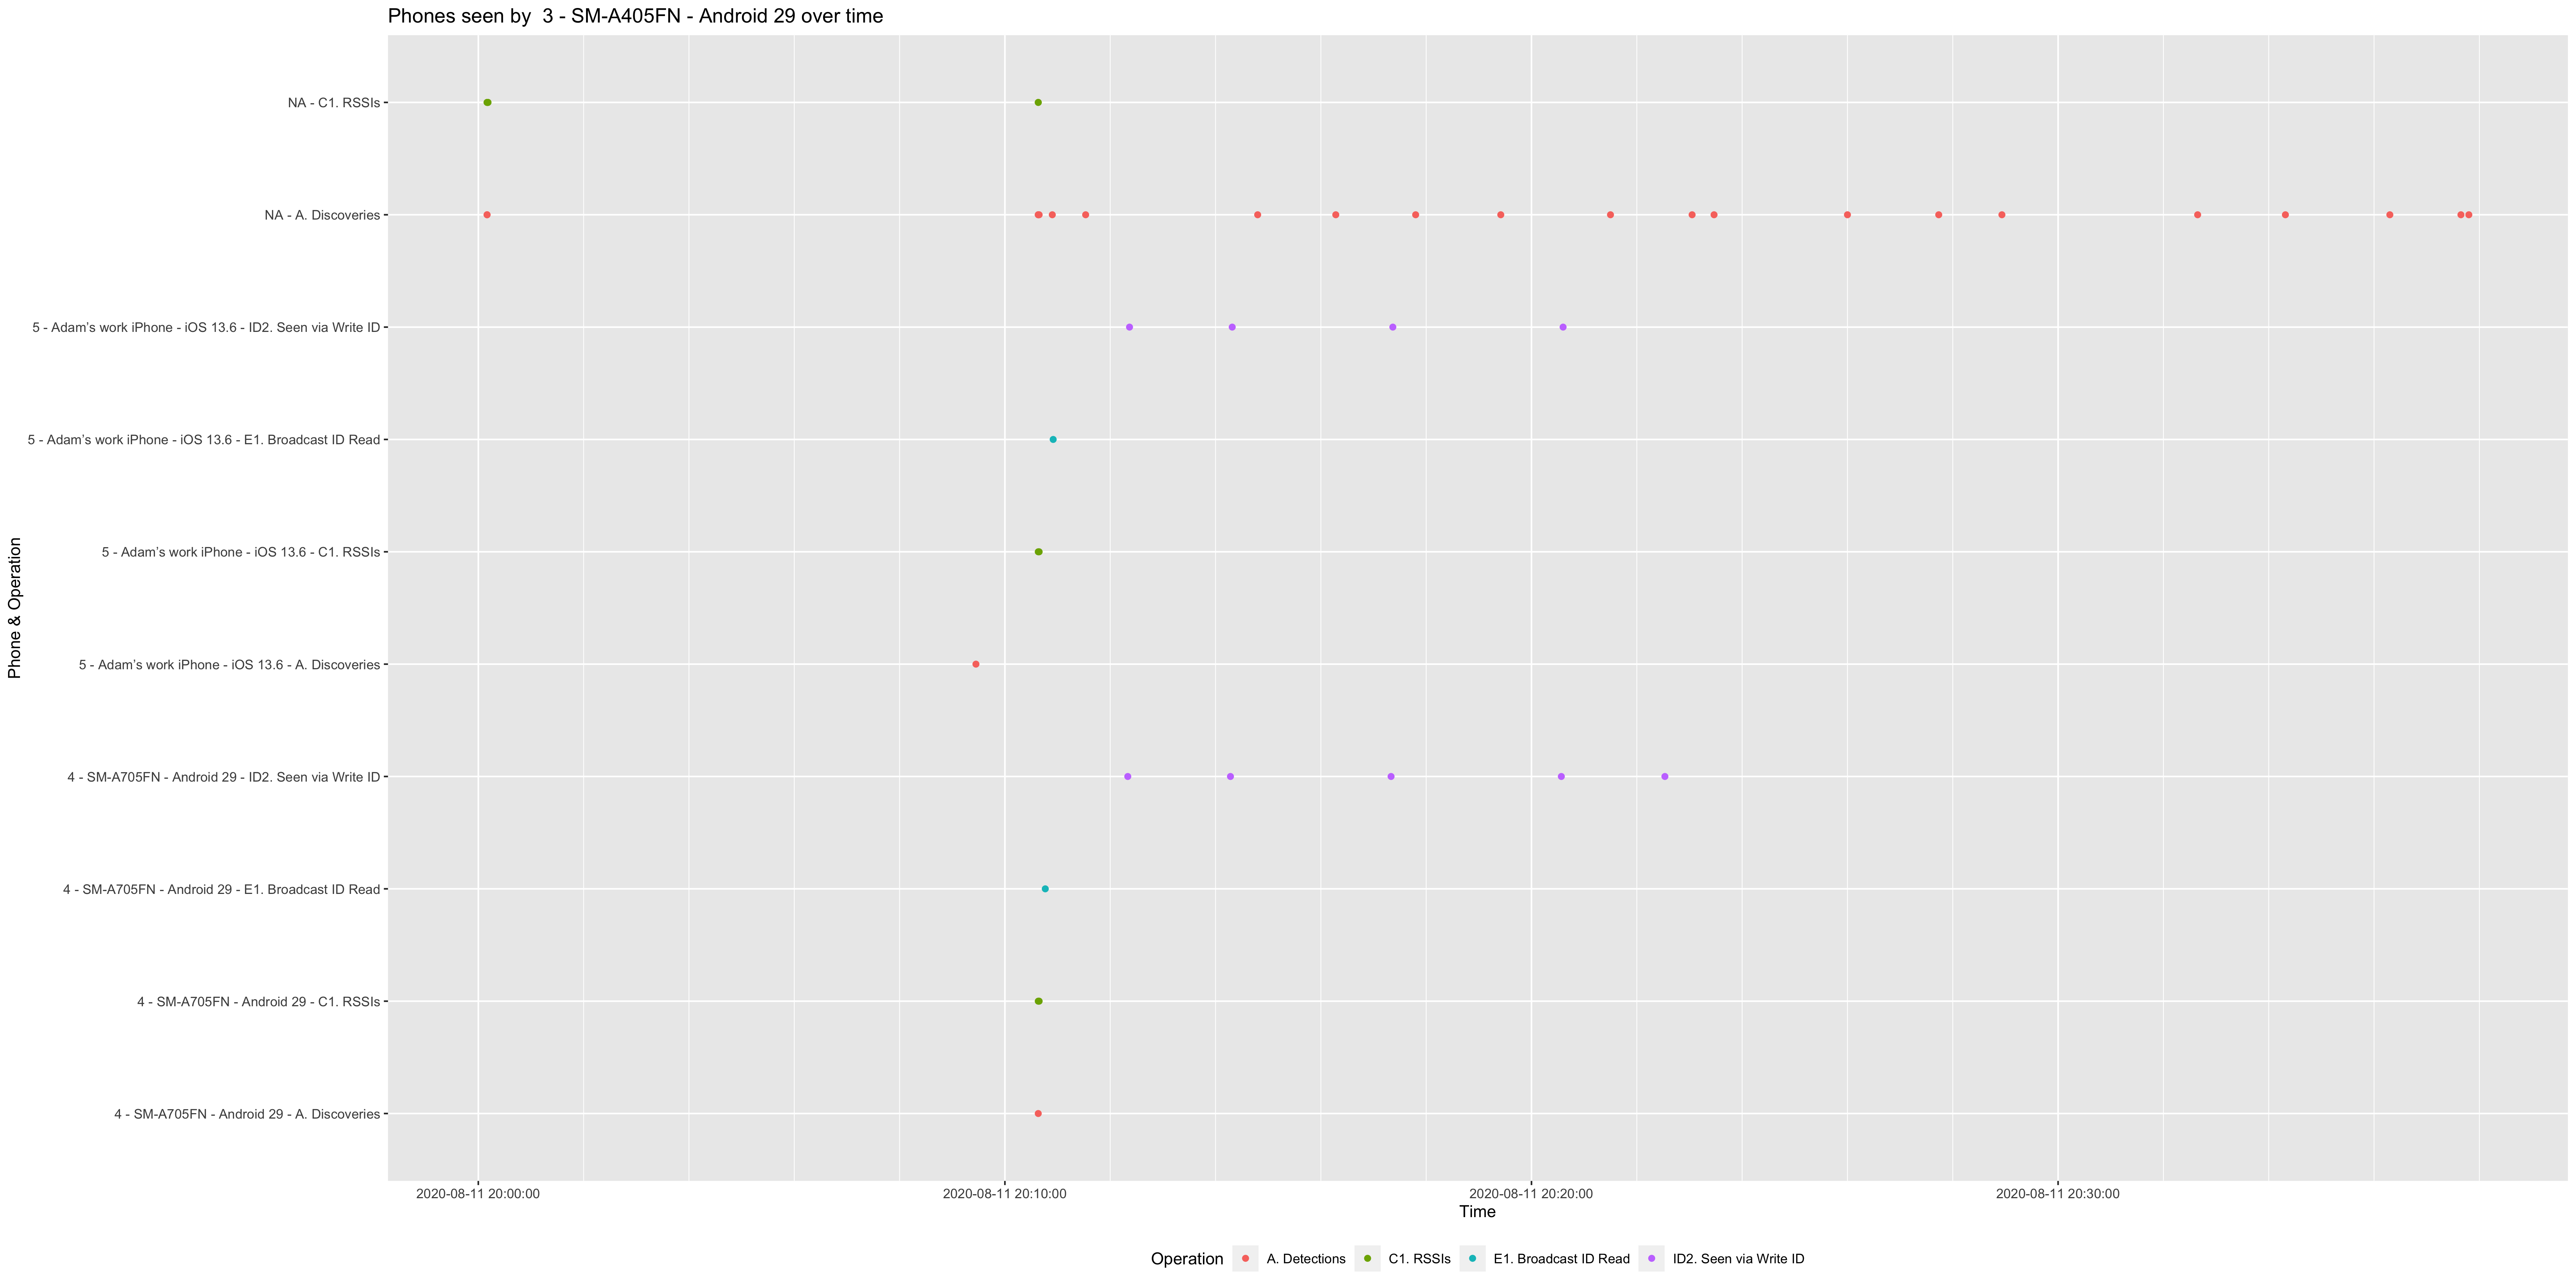 Phones seen by  3 - SM-A405FN - Android 29 over time
NA - C1. RSSIs
NA - A. Discoveries
5 - Adam's work iPhone - iOS 13.6 - ID2. Seen via Write ID
5 - Adam's work iPhone - iOS 13.6 - E1. Broadcast ID Read
5 - Adam's work iPhone - iOS 13.6 - C1. RSSIs
5 - Adam's work iPhone - iOS 13.6 - A. Discoveries
4 - SM-A705FN - Android 29 - ID2. Seen via Write ID
4 - SM-A705FN - Android 29 - E1. Broadcast ID Read
4 - SM-A705FN - Android 29 - C1. RSSIs
4 - SM-A705FN - Android 29 - A. Discoveries
Phone & Operation
2020-08-11 20:00:00 2020-08-11 20:10:00 2020-08-11 20:20:00 2020-08-11 20:30:00
Time
Operation A. Detections C1. RSSIs E1. Broadcast ID Read ID2. Seen via Write ID